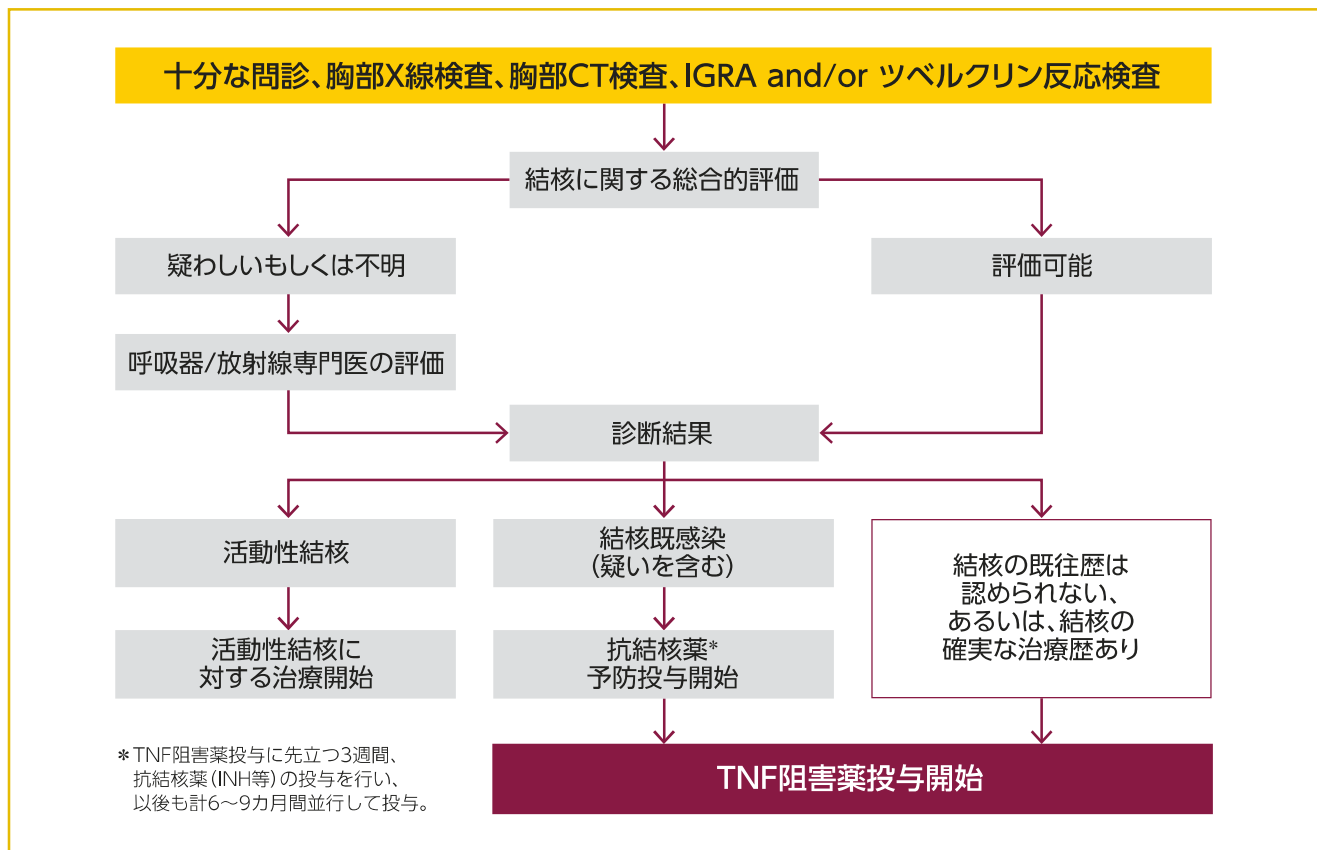 十分な問診、胸部X線検査、胸部CT検査、IGRA and/or ツベルクリン反応検査
結核に関する総合的評価
疑わしいもしくは不明
評価可能
呼吸器/放射線専門医の評価
診断結果
活動性結核
結核既感染
(疑いを含む)
結核の既往歴は
認められない、
あるいは、結核の
確実な治療歴あり
活動性結核に
対する治療開始
抗結核薬*
予防投与開始
*TNF阻害薬投与に先立つ3週間、
抗結核薬(INH等)の投与を行い、
以後も計6〜9カ月間並行して投与。
TNF阻害薬投与開始